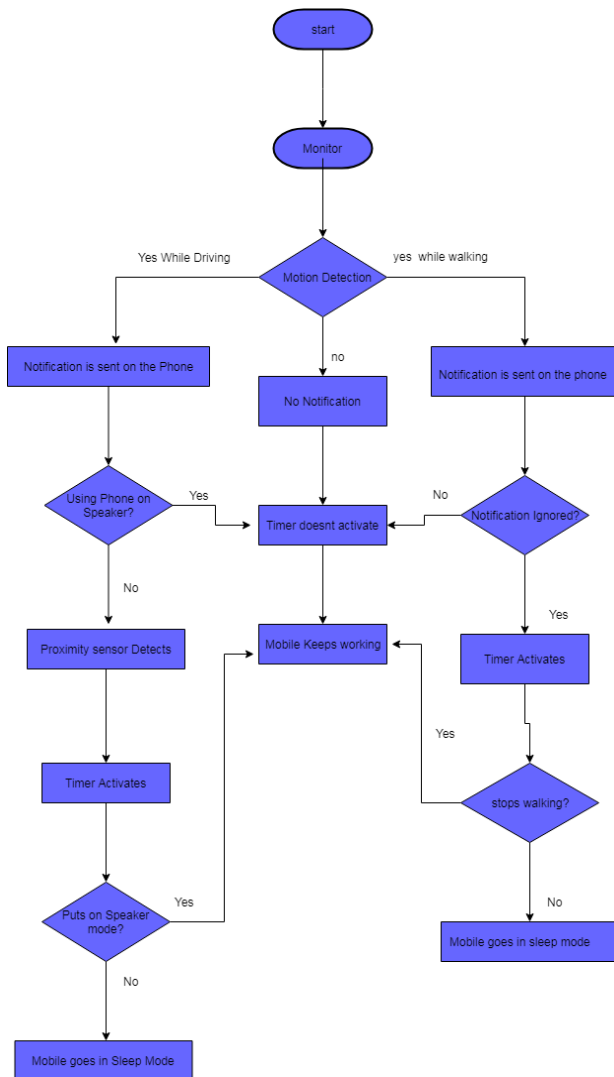 start
Monitor
Yes While Driving
Motion Detection
yes while walking
Notification is sent on the Phone
no
No Notification
Notification is sent on the phone
Using Phone on
Speaker?
Yes
Timer doesnt activate
No
Notification Ignored?
No
Yes
Proximity sensor Detects
Mobile Keeps working
Timer Activates
Yes
Timer Activates
stops walking?
Puts on Speaker
mode?
Yes
No
Mobile goes in sleep mode
No
Mobile goes in Sleep Mode